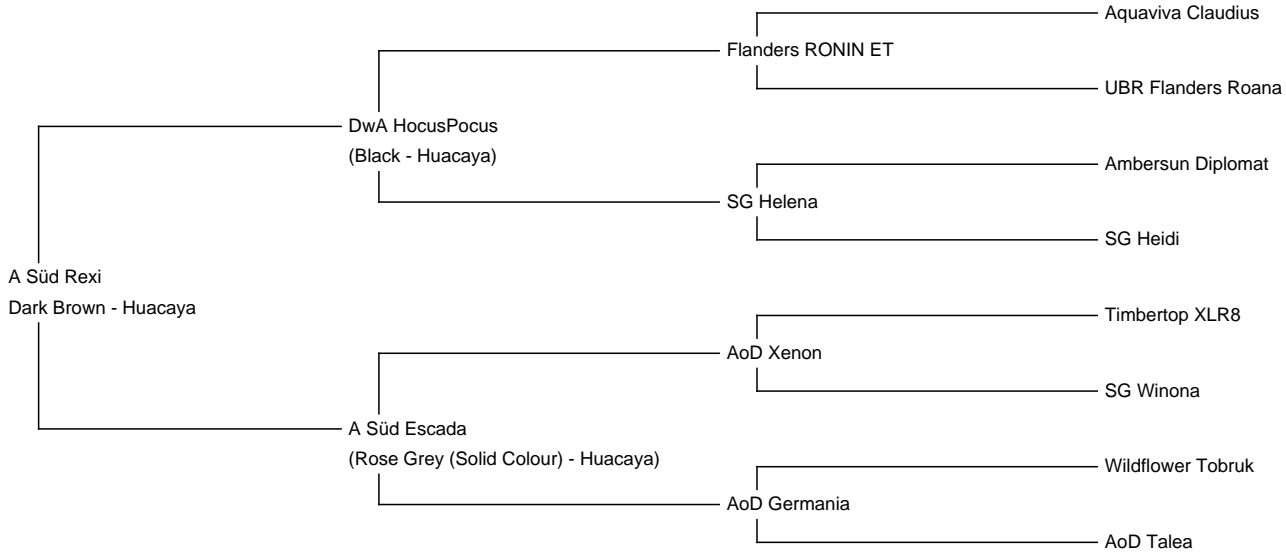 Aquaviva Claudius
Flanders RONIN ET
UBR Flanders Roana
DwA HocusPocus
(Black - Huacaya)
Ambersun Diplomat
SG Helena
SG Heidi
A Süd Rexi
Dark Brown - Huacaya
Timbertop XLR8
AoD Xenon
SG Winona
A Süd Escada
(Rose Grey (Solid Colour) - Huacaya)
Wildflower Tobruk
AoD Germania
AoD Talea